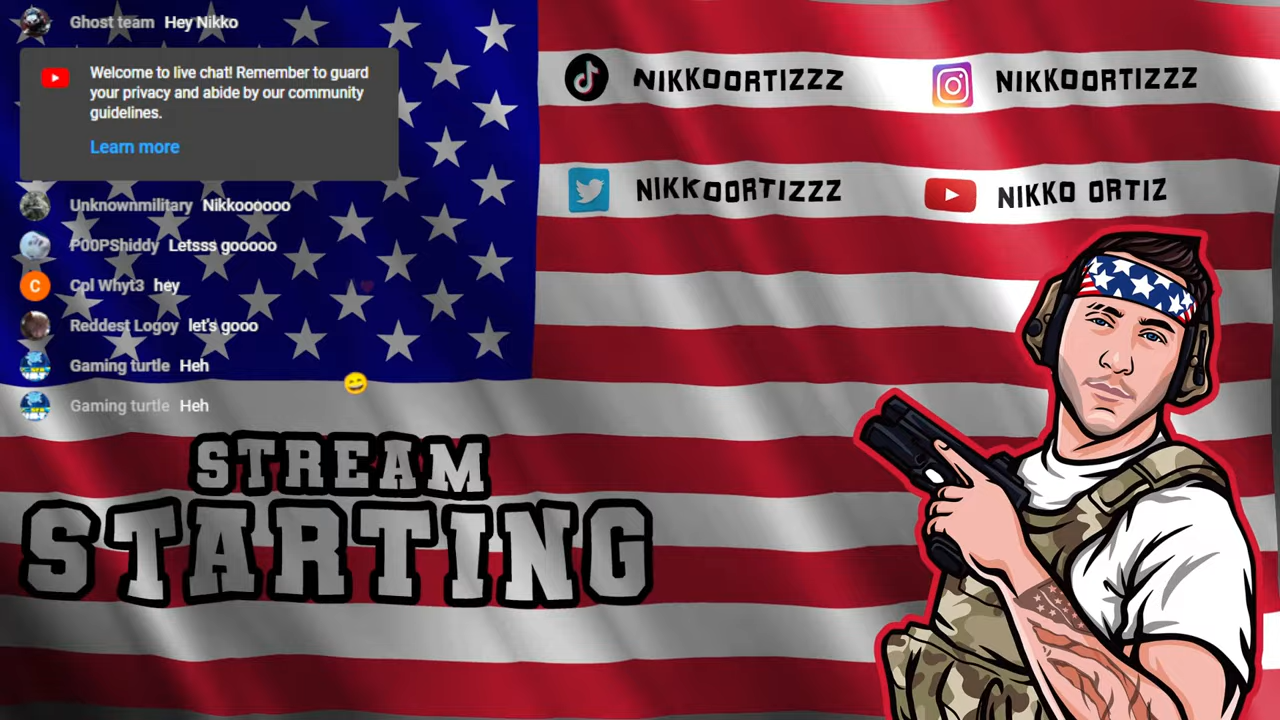 Ghost team Hey Nikko
Welcome to live chat! Remember to guard
your privacy and abide by our community
guidelines.
Learn more
Unknownmilitary Nikkoooooo
P00PShiddy Letsss gooooo
C Cpl Whyt3 hey
Reddest Logoy let's gooo
Gaming turtle Heh
Gaming turtle Heh
NIKKOORTIZZZ
NIKKOORTIZZZ
NIKKOORTIZZZ
NIKKO ORTIZ
STREAM
STARTING